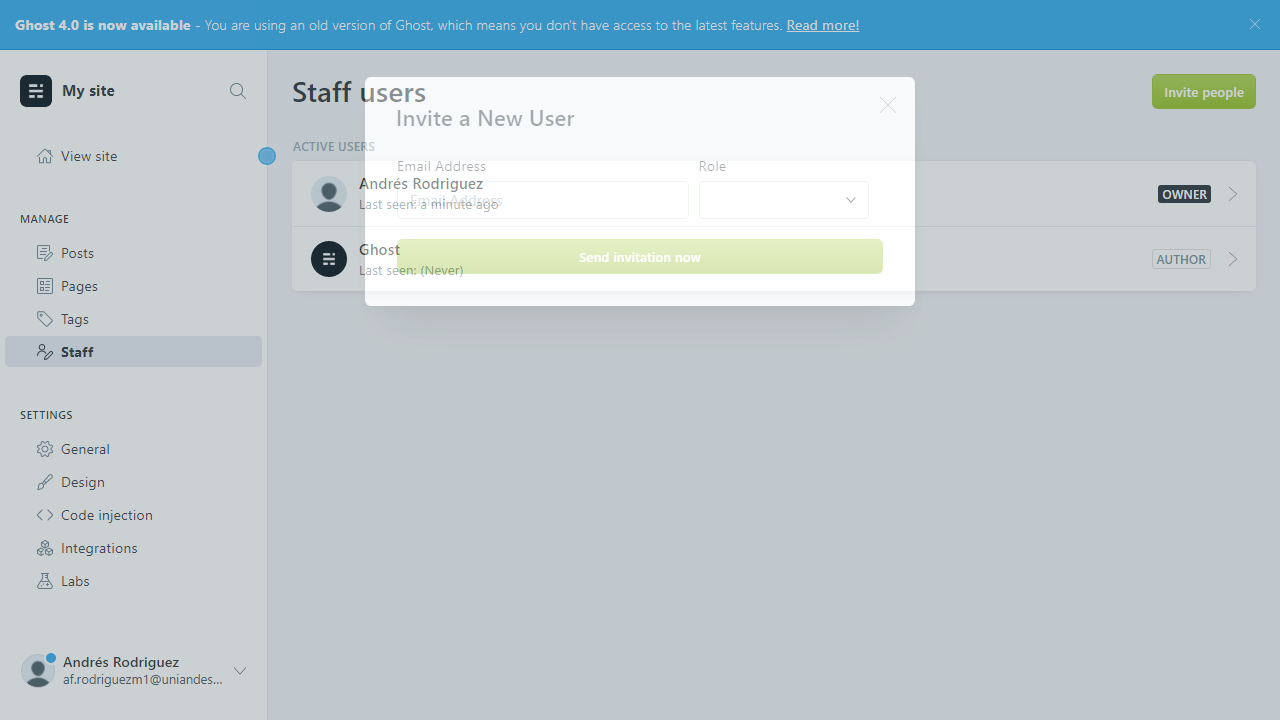 Ghost 4.0 is now available - You are using an old version of Ghost, which means you don't have access to the latest features. Read more!
My site
View site
MANAGE
Posts
Pages
Tags
Staff
SETTINGS
General
Design
Code injection
Integrations
Labs
Andrés Rodriguez
af.rodriguezm1@uniandes...
Staff users
Invite people
ACTIVE USERS
Andrés Rodriguez
Last seen: a minute ago
OWNER
Ghost
Last seen: (Never)
AUTHOR
Invite a New User
Email Address
Role
Email Address
Send invitation now